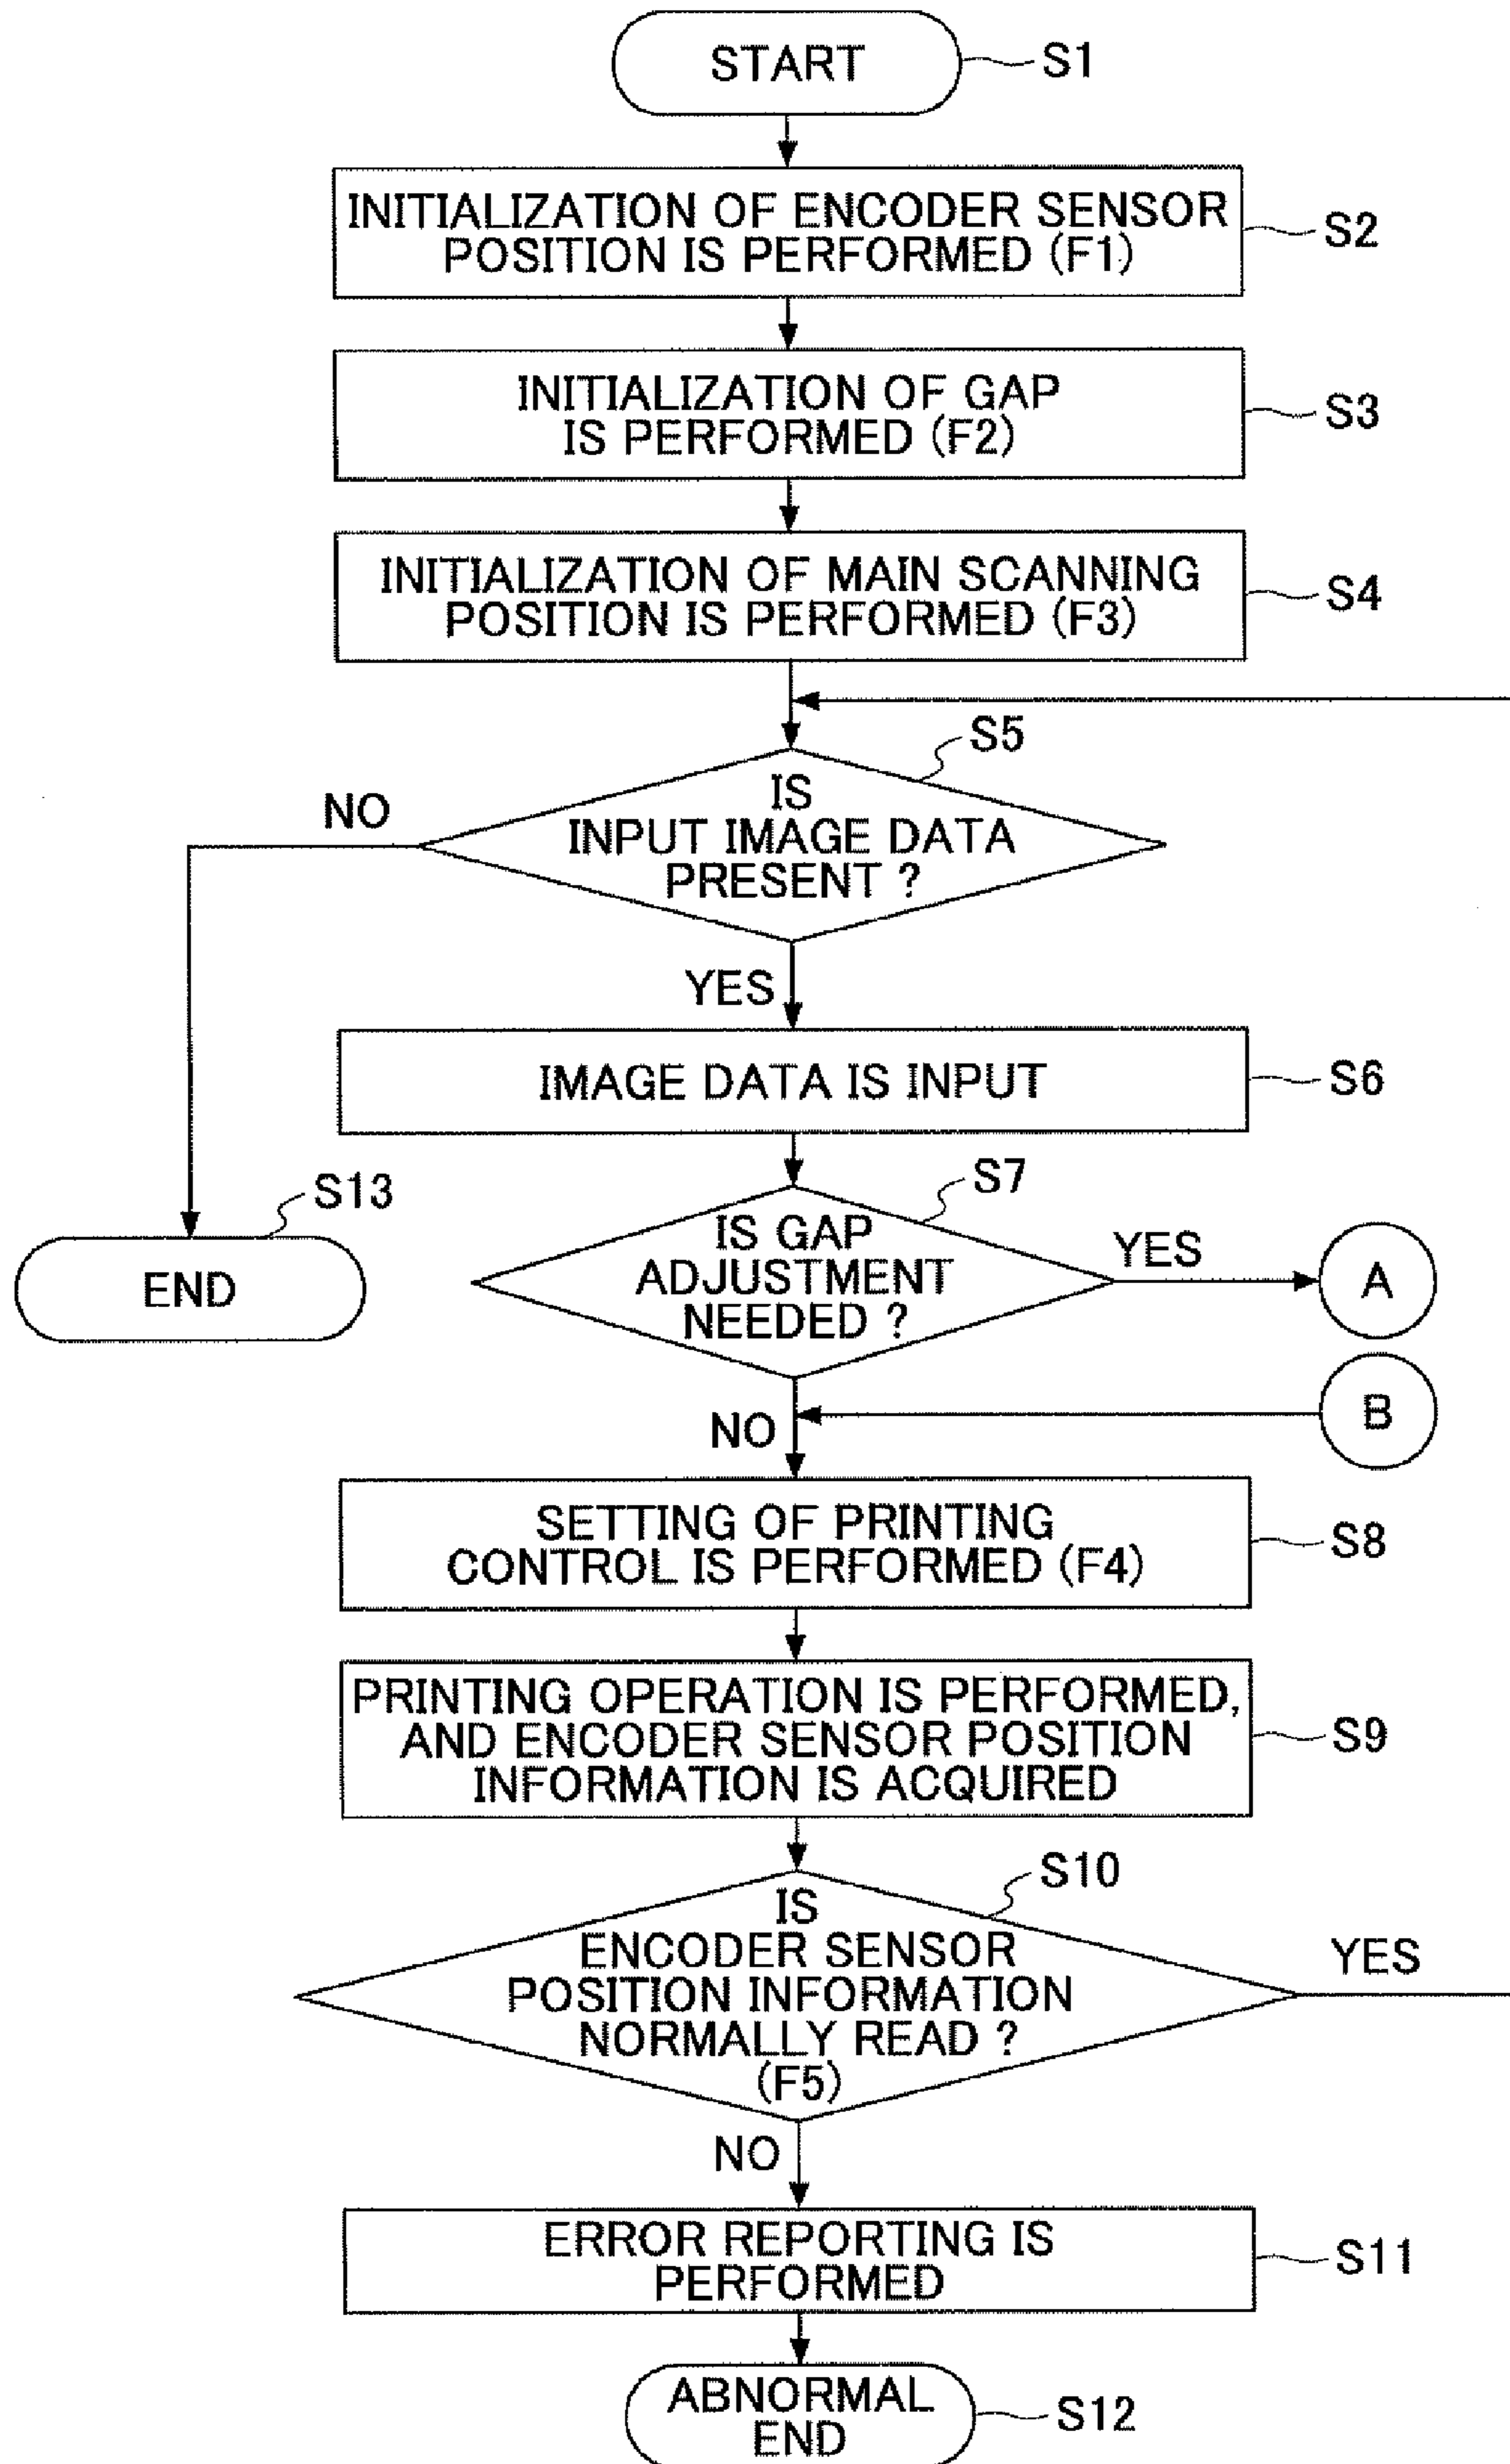 START
S1
INITIALIZATION OF ENCODER SENSOR
POSITION IS PERFORMED (F1)
S2
INITIALIZATION OF GAP
IS PERFORMED (F2)
S3
INITIALIZATION OF MAIN SCANNING
POSITION IS PERFORMED (F3)
S4
S5
IS
INPUT IMAGE DATA
PRESENT ?
NO
YES
IMAGE DATA IS INPUT
S6
S13
END
S7
IS GAP
ADJUSTMENT
NEEDED ?
YES
A
NO
B
SETTING OF PRINTING
CONTROL IS PERFORMED (F4)
S8
PRINTING OPERATION IS PERFORMED,
AND ENCODER SENSOR POSITION
INFORMATION IS ACQUIRED
S9
S10
IS
ENCODER SENSOR
POSITION INFORMATION
NORMALLY READ ?
(F5)
YES
NO
ERROR REPORTING IS
PERFORMED
S11
ABNORMAL
END
S12